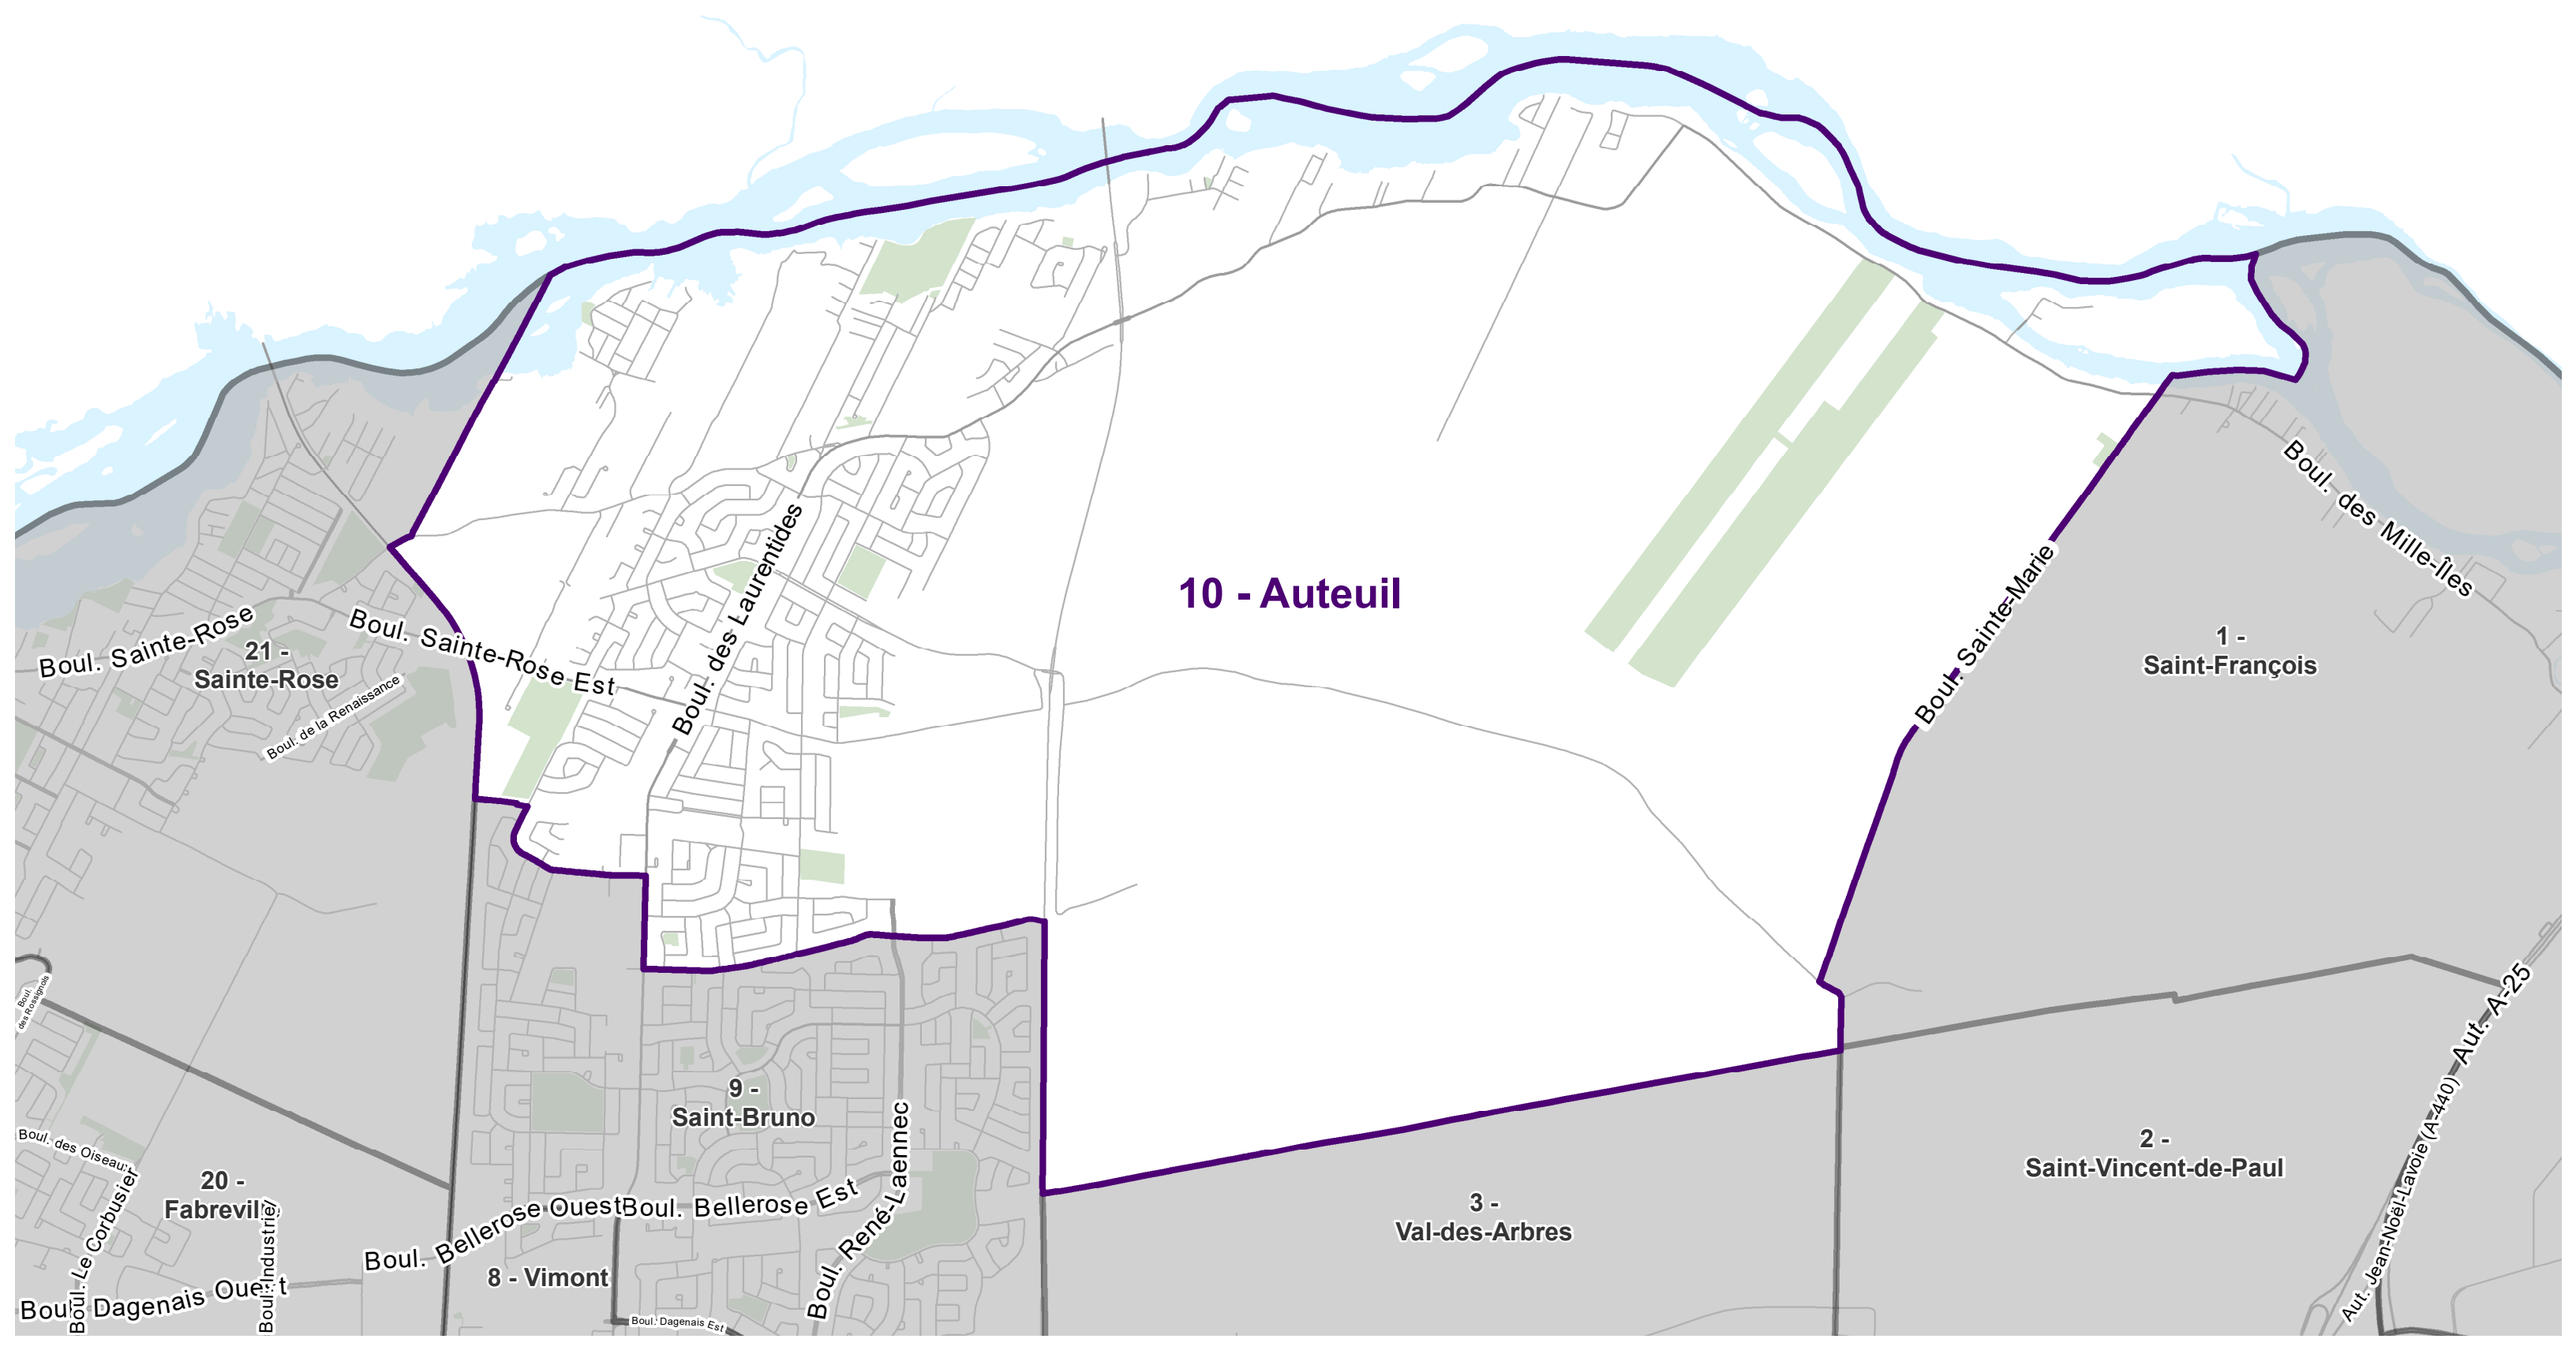 Boul. des Mille-Îles
Boul. des Laurentides
10 - Auteuil
Boul. Sainte-Marie
Boul. Sainte-Rose
Boul. Sainte-Rose Est
21 -
Sainte-Rose
Boul. de la Renaissance
1 -
Saint-François
Boul.
des Rossignols
Aut. A-25
9 -
Saint-Bruno
Boul. René-Laennec
Boul. des Oiseaux
Boul. Le Corbusier
20 -
Fabreville
Boul. Industriel
Boul. Bellerose Ouest
Boul. Bellerose Est
2 -
Saint-Vincent-de-Paul
3 -
Val-des-Arbres
Aut. Jean-Noël-Lavoie (A-440)
8 - Vimont
Boul. Dagenais Ouest
Boul. Dagenais Est